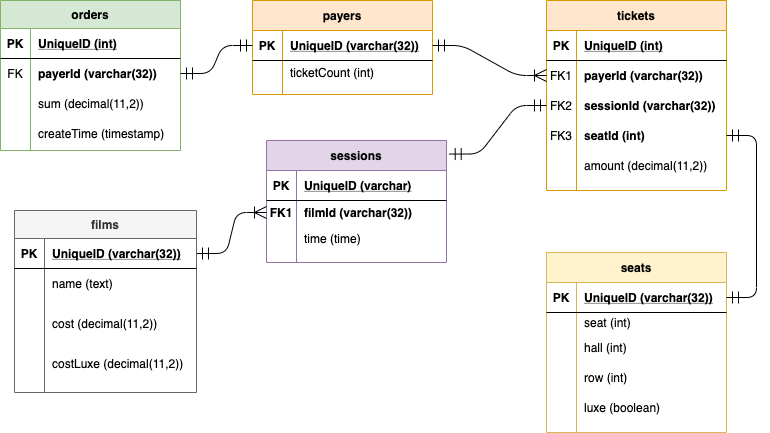 orders
PK UniqueID (int)
FK payerId (varchar(32))
sum (decimal(11,2))
createTime (timestamp)
payers
PK UniqueID (varchar(32))
ticketCount (int)
tickets
PK UniqueID (int)
FK1 payerId (varchar(32))
FK2 sessionId (varchar(32))
FK3 seatId (int)
amount (decimal(11,2))
sessions
PK UniqueID (varchar)
FK1 filmId (varchar(32))
time (time)
films
PK UniqueID (varchar(32))
name (text)
cost (decimal(11,2))
costLuxe (decimal(11,2))
seats
PK UniqueID (varchar(32))
seat (int)
hall (int)
row (int)
luxe (boolean)